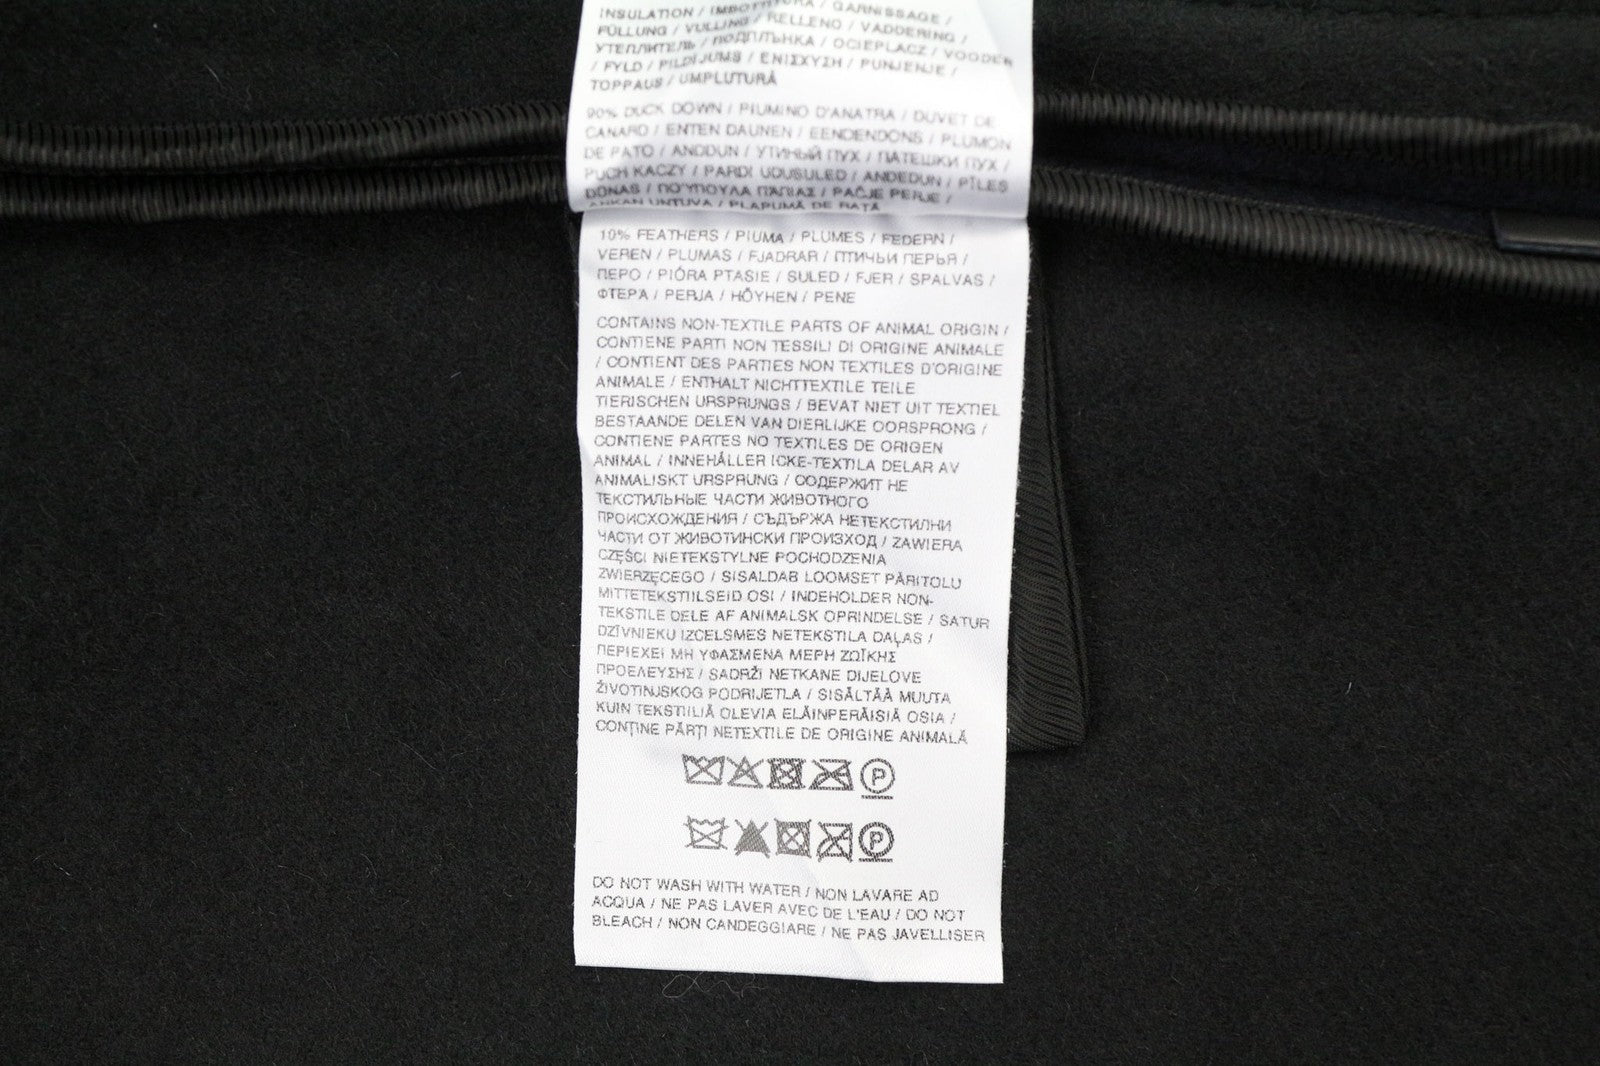 INSULATION / IMBOTTITURA / GARNISSAGE /
FÜLLUNG / VULLING / RELLENO / VADDERING /
УТЕПЛИТЕЛЬ / ПОДПЛЪНКА / OCIEPLACZ / VOODER
/ FYLD / PILDĪJUMS / ΕΝΙΣΧΥΣΗ / PUNJENJE /
TOPPAUS / UMPLUTURĂ
90% DUCK DOWN / PIUMINO D'ANATRA / DUVET DE
CANARD / ENTEN DAUNEN / EENDENDONS / PLUMON
DE PATO / ANDDUN / УТИНЫЙ ПУХ / ПАТЕШКИ ПУХ /
PUCH KACZY / PARDI UDUSULED / ANDEDUN / PĪLES
DŪNAS / ΠΟΥΠΟΥΛΑ ΠΑΠΙΑΣ / PAČJE PERJE /
ANKAN UNTUVA / PLAPUMĂ DE RAȚĂ
10% FEATHERS / PIUMA / PLUMES / FEDERN /
VEREN / PLUMAS / FJADRAR / ПТИЧЬИ ПЕРЬЯ /
ПЕРО / PIÓRA PTASIE / SULED / FJER / SPALVAS /
ΦΤΕΡΑ / PERJA / HÖYHEN / PENE
CONTAINS NON-TEXTILE PARTS OF ANIMAL ORIGIN /
CONTIENE PARTI NON TESSILI DI ORIGINE ANIMALE
/ CONTIENT DES PARTIES NON TEXTILES D'ORIGINE
ANIMALE / ENTHALT NICHTTEXTILE TEILE
TIERISCHEN URSPRUNGS / BEVAT NIET UIT TEXTIEL
BESTAANDE DELEN VAN DIERLIJKE OORSPRONG /
CONTIENE PARTES NO TEXTILES DE ORIGEN
ANIMAL / INNEHÅLLER ICKE-TEXTILA DELAR AV
ANIMALISKT URSPRUNG / СОДЕРЖИТ НЕ
ТЕКСТИЛЬНЫЕ ЧАСТИ ЖИВОТНОГО
ПРОИСХОЖДЕНИЯ / СЪДЪРЖА НЕТЕКСТИЛНИ
ЧАСТИ ОТ ЖИВОТИНСКИ ПРОИЗХОД / ZAWIERA
CZĘŚCI NIETEKSTYLNE POCHODZENIA
ZWIERZĘCEGO / SISALDAB LOOMSET PÄRITOLU
MITTETEKSTIILSEID OSI / INDEHOLDER NON-
TEKSTILE DELE AF ANIMALSK OPRINDELSE / SATUR
DZĪVNIEKU IZCELSMES NETEKSTILA DAĻAS /
ΠΕΡΙΕΧΕΙ ΜΗ ΥΦΑΣΜΕΝΑ ΜΕΡΗ ΖΩΪΚΗΣ
ΠΡΟΕΛΕΥΣΗΣ / SADRŽI NETKANE DIJELOVE
ŽIVOTINJSKOG PODRIJETLA / SISÄLTÄÄ MUUTA
KUIN TEKSTIILIÄ OLEVIA ELÄINPERÄISIÄ OSIA /
CONȚINE PĂRȚI NETEXTILE DE ORIGINE ANIMALĂ
P
P
DO NOT WASH WITH WATER / NON LAVARE AD
ACQUA / NE PAS LAVER AVEC DE L'EAU / DO NOT
BLEACH / NON CANDEGGIARE / NE PAS JAVELLISER